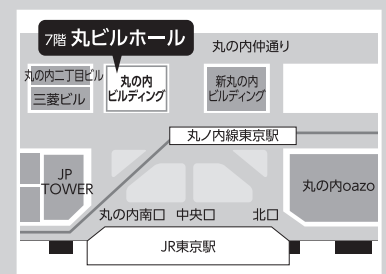 7階 丸ビルホール
丸の内仲通り
丸の内二丁目ビル
三菱ビル
丸の内
ビルディング
新丸の内
ビルディング
丸ノ内線東京駅
JP
TOWER
丸の内oazo
丸の内南口 中央口 北口
JR東京駅